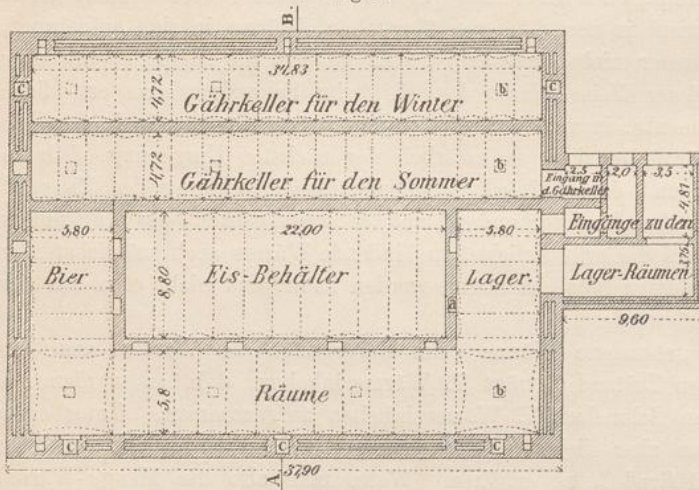 B.
34,83
C
4,72
b
C
Gährkeller für den Winter
4,72
b
Gährkeller für den Sommer
2,5
2,0
3,5
Eingang in
d. Gährkeller
4,87
5,80
22,00
5,80
Eingänge zu den
Bier
8,80
Eis-Behälter
Lager-
Lager-Räumen
a
9,60
5,8
Räume
b
C
C
C
A
37,90